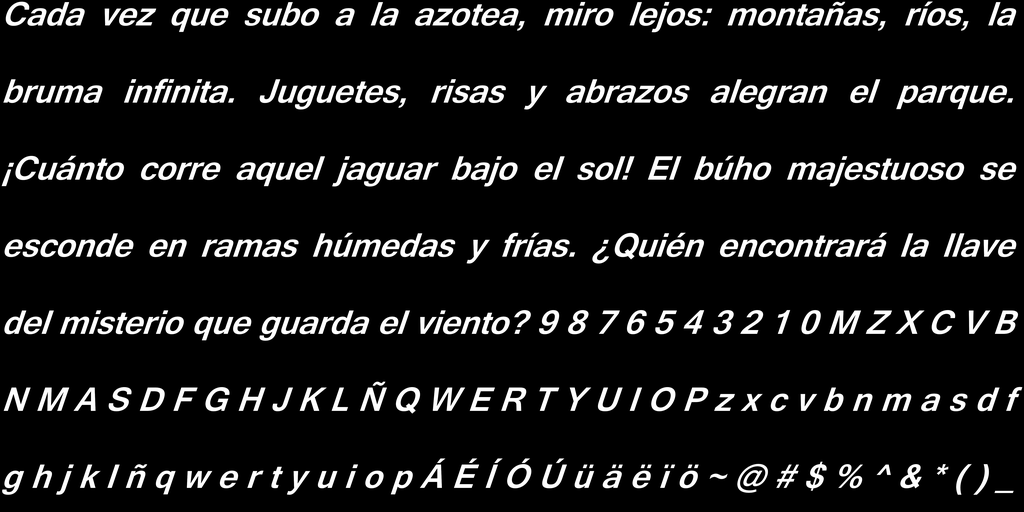 Cada vez que subo a la azotea, miro lejos: montañas, ríos, la
bruma infinita. Juguetes, risas y abrazos alegran el parque.
¡Cuánto corre aquel jaguar bajo el sol! El búho majestuoso se
esconde en ramas húmedas y frías. ¿Quién encontrará la llave
del misterio que guarda el viento? 9 8 7 6 5 4 3 2 1 0 M Z X C V B
N M A S D F G H J K L Ñ Q W E R T Y U I O P z x c v b n m a s d f
g h j k l ñ q w e r t y u i o p Á É Í Ó Ú ü ä ë ï ö ~ @ # $ % ^ & * ( ) _